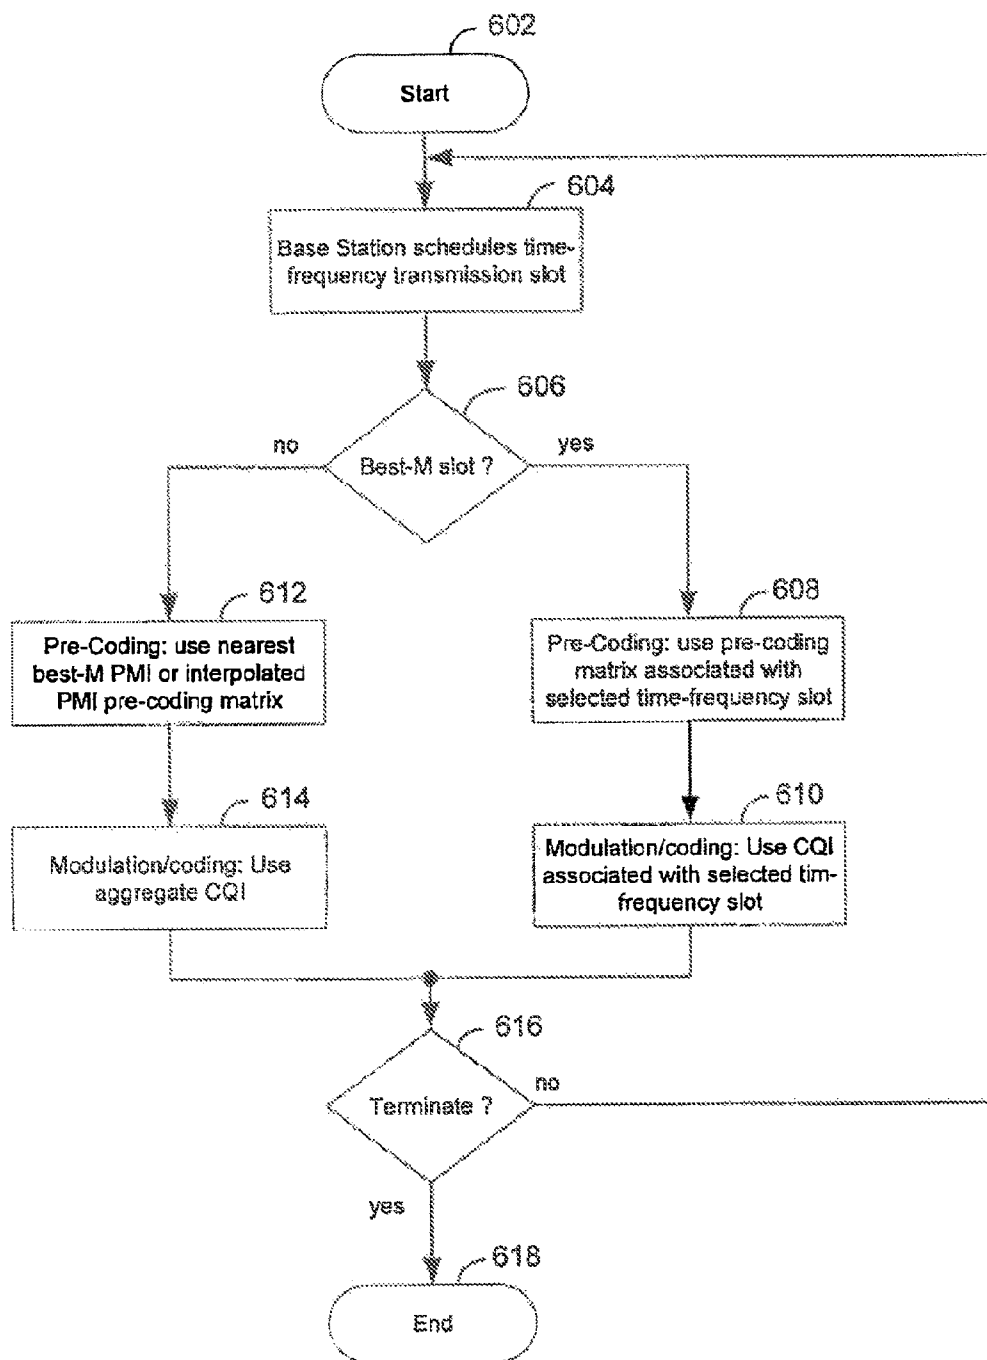 602
Start
604
Base Station schedules time-
frequency transmission slot
606
no
yes
Best-M slot ?
612
608
Pre-Coding: use nearest
best-M PMI or interpolated
PMI pre-coding matrix
Pre-Coding: use pre-coding
matrix associated with
selected time-frequency slot
614
610
Modulation/coding: Use
aggregate CQI
Modulation/coding: Use CQI
associated with selected tim-
frequency slot
616
no
Terminate ?
yes
618
End